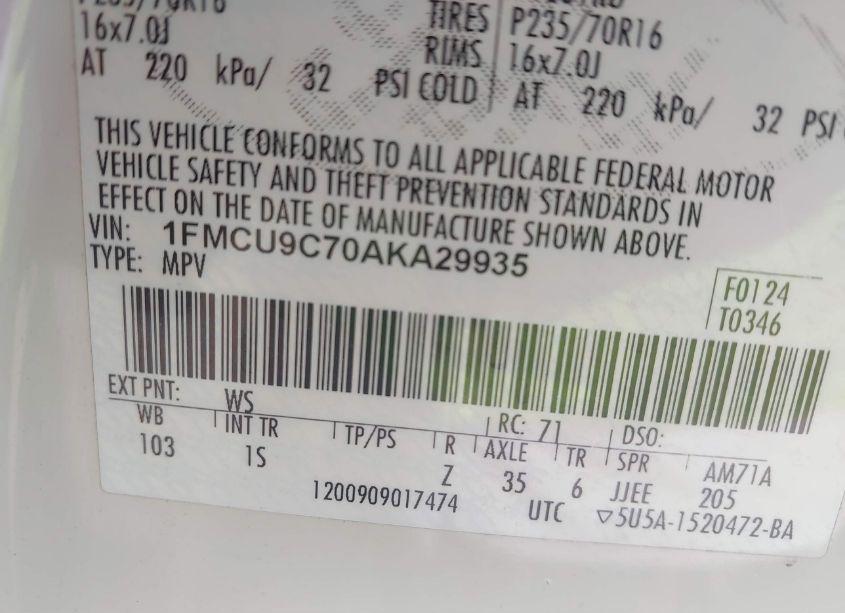 P235/70R16
16x7.0J
AT 220 kPa/ 32 PSI COLD
TIRES P235/70R16
RIMS 16x7.0J
AT 220 kPa/ 32 PSI
THIS VEHICLE CONFORMS TO ALL APPLICABLE FEDERAL MOTOR
VEHICLE SAFETY AND THEFT PREVENTION STANDARDS IN
EFFECT ON THE DATE OF MANUFACTURE SHOWN ABOVE.
VIN: 1FMCU9C70AKA29935
TYPE: MPV
F0124
T0346
EXT PNT: WS RC: 71 DSO:
WB INT TR TP/PS R AXLE TR SPR AM71A
103 1S Z 35 6 JJEE 205
1200909017474 UTC ▽5U5A-1520472-BA